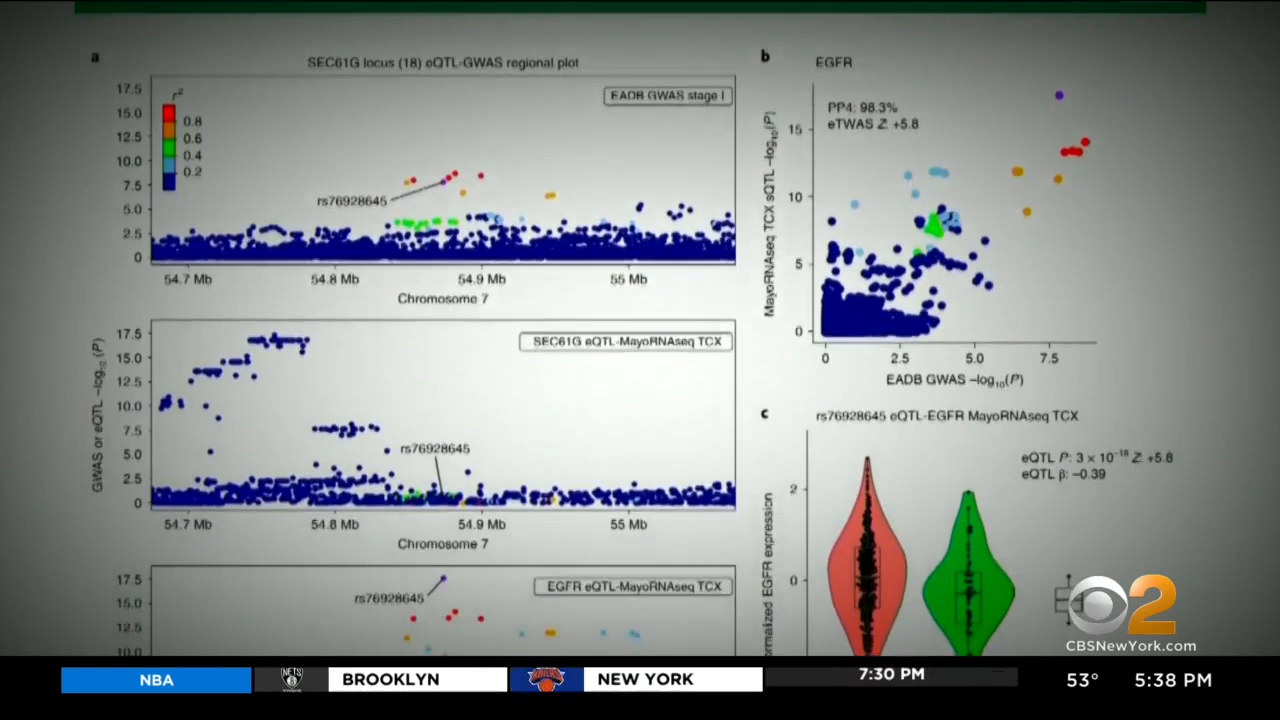 a
SEC61G locus (18) eQTL-GWAS regional plot
EADB GWAS stage I
r²
0.8
0.6
0.4
0.2
17.5
15.0
12.5
10.0
7.5
5.0
2.5
0
rs76928645
54.7 Mb 54.8 Mb 54.9 Mb 55 Mb
Chromosome 7
GWAS or eQTL –log₁₀ (P)
SEC61G eQTL-MayoRNAseq TCX
17.5
15.0
12.5
10.0
7.5
5.0
2.5
0
rs76928645
54.7 Mb 54.8 Mb 54.9 Mb 55 Mb
Chromosome 7
EGFR eQTL-MayoRNAseq TCX
17.5
15.0
12.5
10.0
rs76928645
b
EGFR
PP4: 98.3%
eTWAS Z: +5.8
MayoRNAseq TCX sQTL –log₁₀(P)
15
10
5
0
0 2.5 5.0 7.5
EADB GWAS –log₁₀(P)
c
rs76928645 eQTL-EGFR MayoRNAseq TCX
eQTL P: 3 × 10⁻¹⁸ Z: +5.8
eQTL β: –0.39
ormalized EGFR expression
2
0
2
CBSNewYork.com
NBA
NETS
BROOKLYN
KNICKS
NEW YORK
7:30 PM
53° 5:38 PM